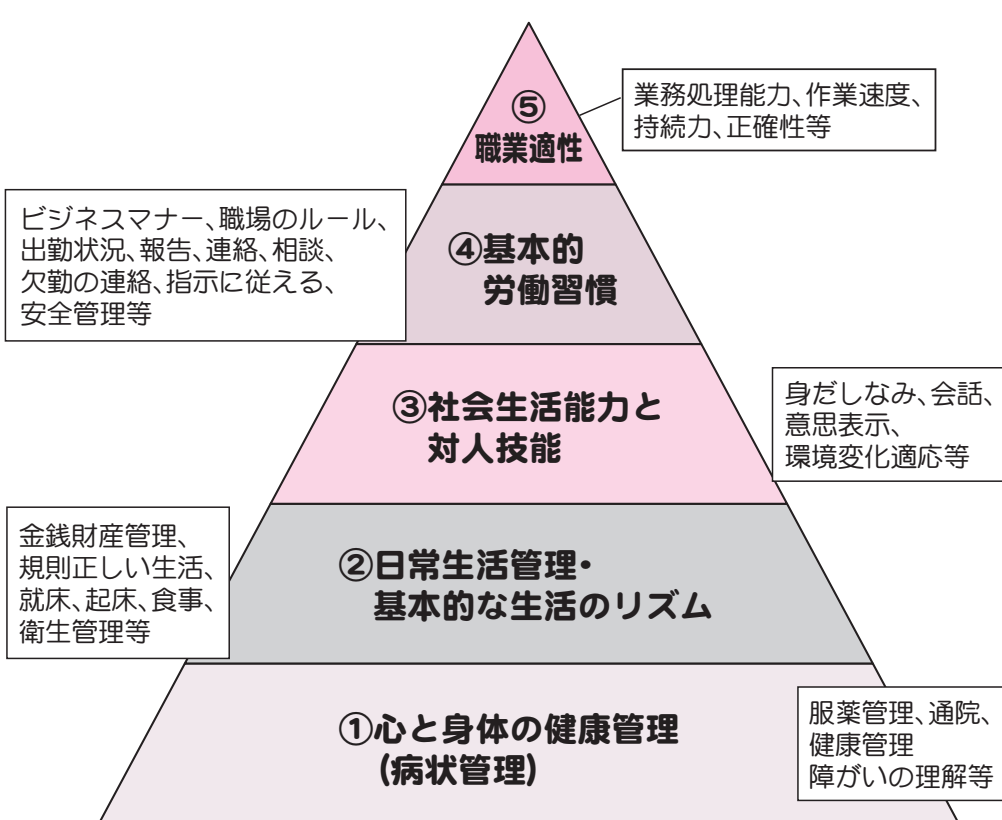 ⑤
職業適性
業務処理能力、作業速度、
持続力、正確性等
ビジネスマナー、職場のルール、
出勤状況、報告、連絡、相談、
欠勤の連絡、指示に従える、
安全管理等
④基本的
労働習慣
③社会生活能力と
対人技能
身だしなみ、会話、
意思表示、
環境変化適応等
金銭財産管理、
規則正しい生活、
就床、起床、食事、
衛生管理等
②日常生活管理・
基本的な生活のリズム
①心と身体の健康管理
(病状管理)
服薬管理、通院、
健康管理
障がいの理解等